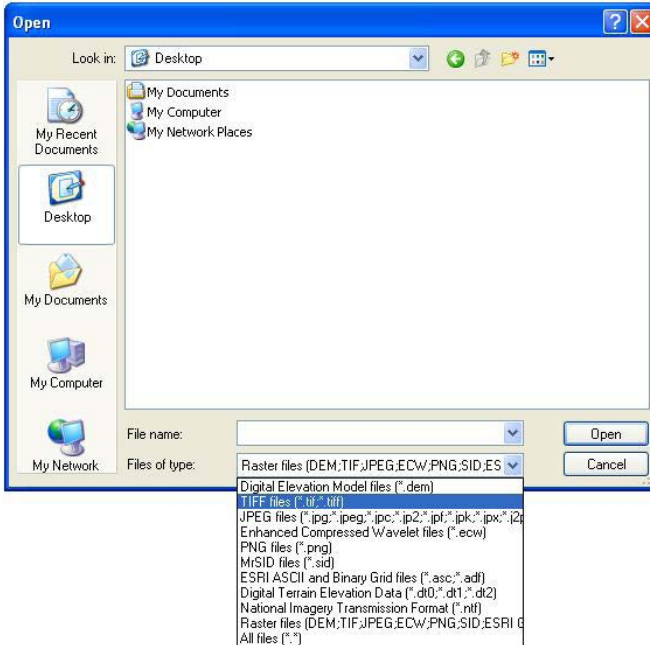 Open
Look in:
Desktop
My Recent
Documents
Desktop
My Documents
My Computer
My Network
My Documents
My Computer
My Network Places
File name:
Open
Files of type:
Raster files (DEM;TIF;JPEG;ECW;PNG;SID;ES
Cancel
Digital Elevation Model files (*.dem)
TIFF files (*.tif;*.tiff)
JPEG files (*.jpg;*.jpeg;*.jpc;*.jp2;*.jpf;*.jpk;*.jpx;*.j2p
Enhanced Compressed Wavelet files (*.ecw)
PNG files (*.png)
MrSID files (*.sid)
ESRI ASCII and Binary Grid files (*.asc;*.adf)
Digital Terrain Elevation Data (*.dt0;*.dt1;*.dt2)
National Imagery Transmission Format (*.ntf)
Raster files (DEM;TIF;JPEG;ECW;PNG;SID;ESRI G
All files (*.*)